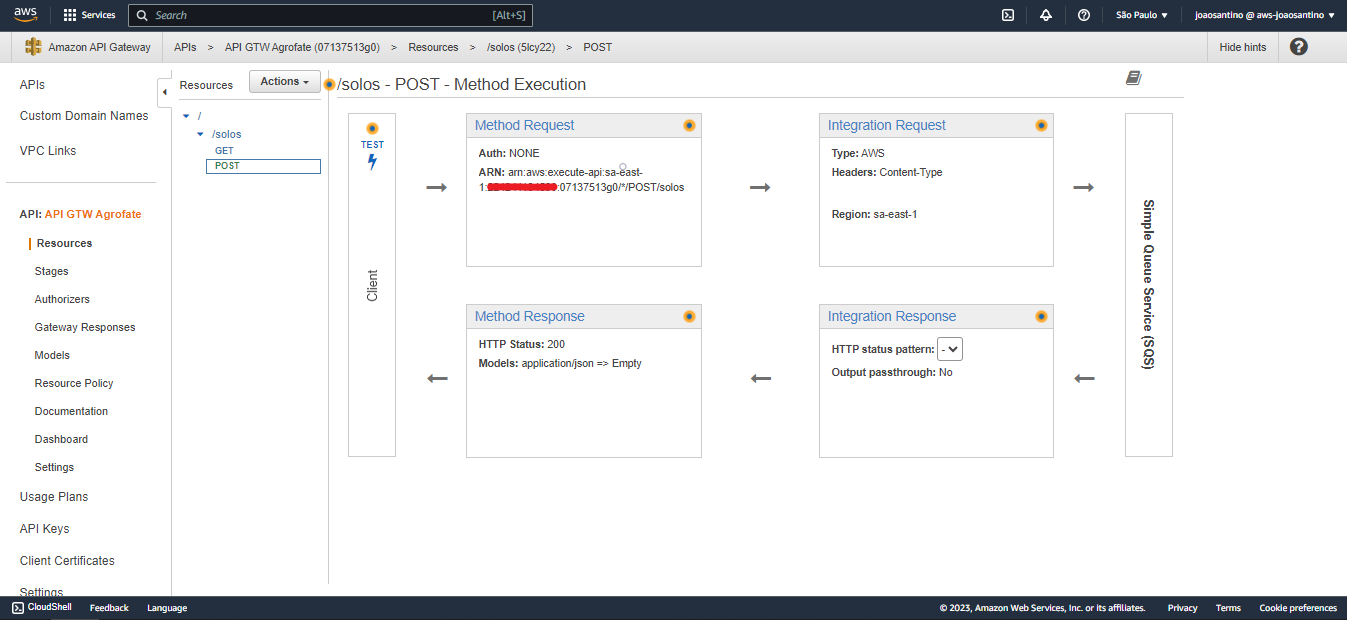 aws Services Search [Alt+S] São Paulo joaosantino @ aws-joaosantino
Amazon API Gateway APIs > API GTW Agrofate (07137513g0) > Resources > /solos (5lcy22) > POST Hide hints
APIs
Custom Domain Names
VPC Links
API: API GTW Agrofate
Resources
Stages
Authorizers
Gateway Responses
Models
Resource Policy
Documentation
Dashboard
Settings
Usage Plans
API Keys
Client Certificates
Settings
Resources Actions
/
/solos
GET
POST
/solos - POST - Method Execution
TEST
Client
Method Request
Auth: NONE
ARN: arn:aws:execute-api:sa-east-
1: :07137513g0/*/POST/solos
Integration Request
Type: AWS
Headers: Content-Type
Region: sa-east-1
Simple Queue Service (SQS)
Method Response
HTTP Status: 200
Models: application/json => Empty
Integration Response
HTTP status pattern: -
Output passthrough: No
CloudShell Feedback Language © 2023, Amazon Web Services, Inc. or its affiliates. Privacy Terms Cookie preferences